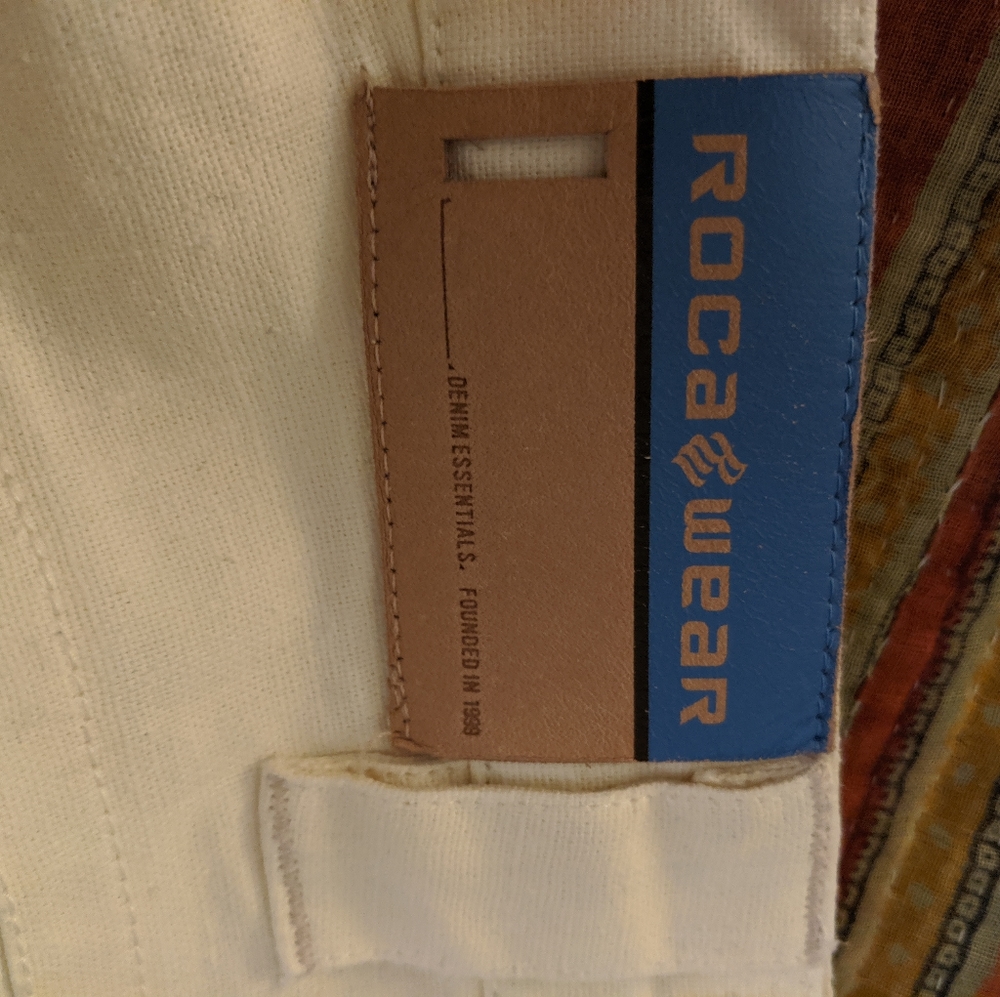 Rocawear
DENIM ESSENTIALS. FOUNDED IN 1999